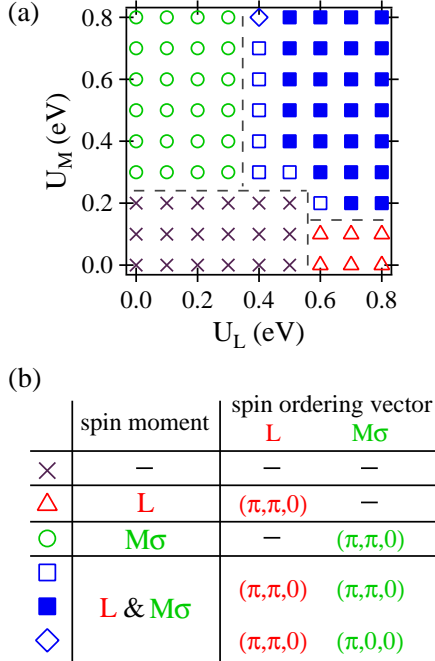 (a)
0.8
0.6
0.4
0.2
0.0
U_M (eV)
0.0 0.2 0.4 0.6 0.8
U_L (eV)
(b)
spin moment spin ordering vector
L Mσ
× – – –
△ L (π,π,0) –
○ Mσ – (π,π,0)
□
■ L & Mσ (π,π,0) (π,π,0)
◇ (π,π,0) (π,0,0)